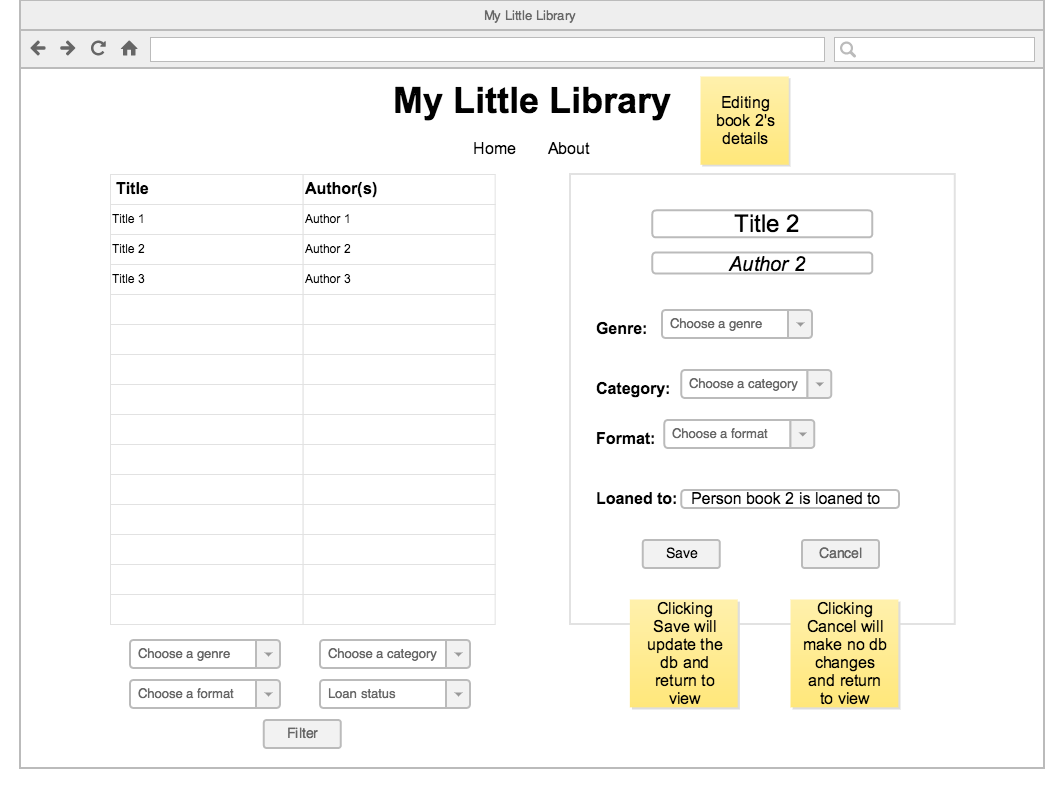 My Little Library
My Little Library
Editing
book 2's
details
Home About
Title Author(s)
Title 1 Author 1
Title 2 Author 2
Title 3 Author 3
Choose a genre Choose a category
Choose a format Loan status
Filter
Title 2
Author 2
Genre: Choose a genre
Category: Choose a category
Format: Choose a format
Loaned to: Person book 2 is loaned to
Save Cancel
Clicking
Save will
update the
db and
return to
view
Clicking
Cancel will
make no db
changes
and return
to view